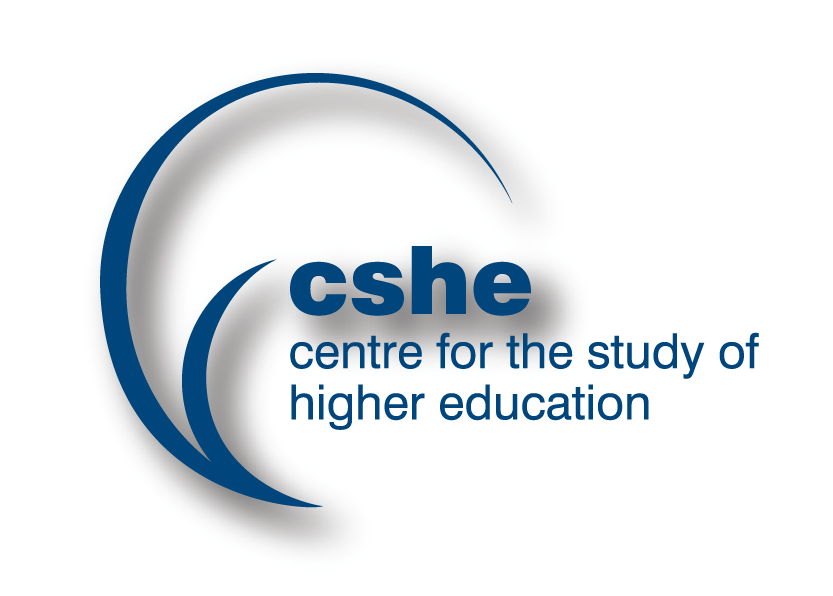 cshe
centre for the study of
higher education